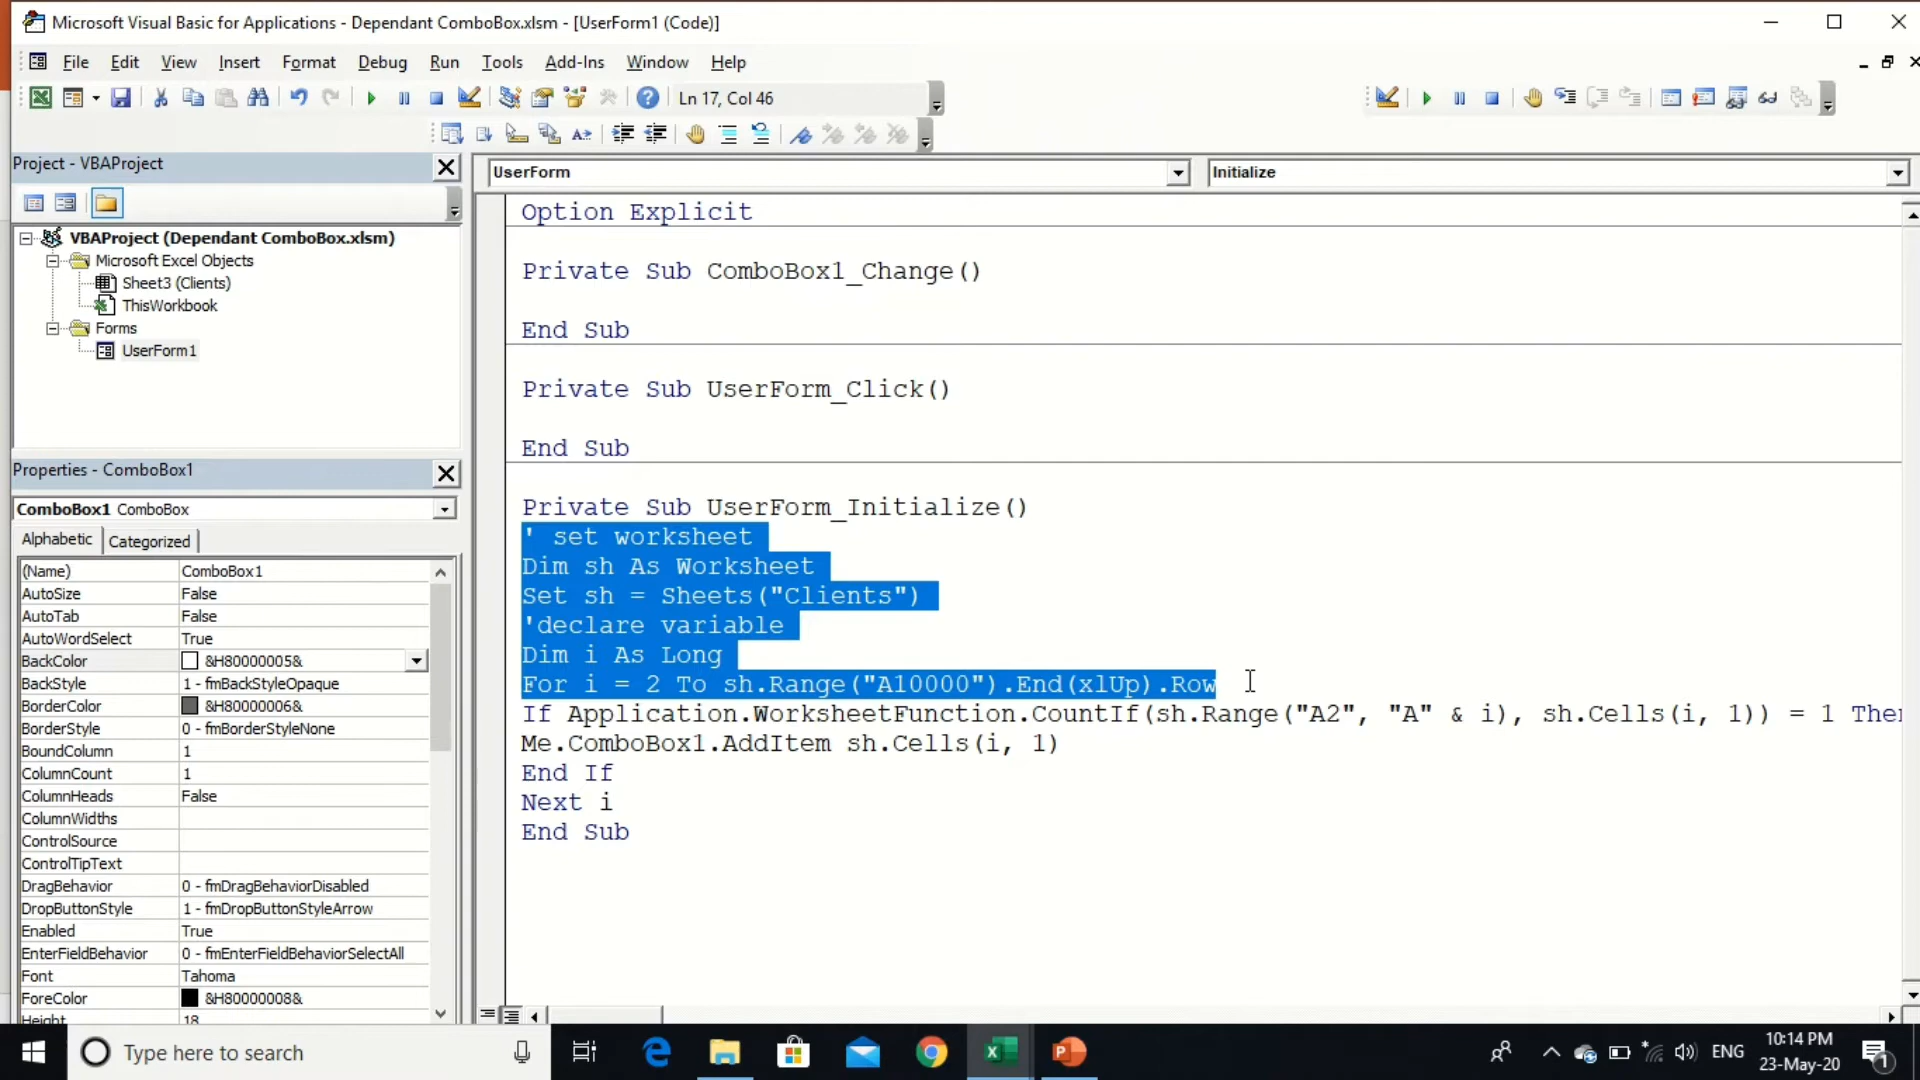 Microsoft Visual Basic for Applications - Dependant ComboBox.xlsm - [UserForm1 (Code)]
File Edit View Insert Format Debug Run Tools Add-Ins Window Help
Ln 17, Col 46
Project - VBAProject
VBAProject (Dependant ComboBox.xlsm)
Microsoft Excel Objects
Sheet3 (Clients)
ThisWorkbook
Forms
UserForm1
Properties - ComboBox1
ComboBox1 ComboBox
Alphabetic Categorized
(Name) ComboBox1
AutoSize False
AutoTab False
AutoWordSelect True
BackColor &H80000005&
BackStyle 1 - fmBackStyleOpaque
BorderColor &H80000006&
BorderStyle 0 - fmBorderStyleNone
BoundColumn 1
ColumnCount 1
ColumnHeads False
ColumnWidths
ControlSource
ControlTipText
DragBehavior 0 - fmDragBehaviorDisabled
DropButtonStyle 1 - fmDropButtonStyleArrow
Enabled True
EnterFieldBehavior 0 - fmEnterFieldBehaviorSelectAll
Font Tahoma
ForeColor &H80000008&
Height 18
UserForm Initialize
Option Explicit
Private Sub ComboBox1_Change()
End Sub
Private Sub UserForm_Click()
End Sub
Private Sub UserForm_Initialize()
' set worksheet
Dim sh As Worksheet
Set sh = Sheets("Clients")
'declare variable
Dim i As Long
For i = 2 To sh.Range("A10000").End(xlUp).Row
If Application.WorksheetFunction.CountIf(sh.Range("A2", "A" & i), sh.Cells(i, 1)) = 1 Then
Me.ComboBox1.AddItem sh.Cells(i, 1)
End If
Next i
End Sub
Type here to search
ENG
10:14 PM
23-May-20
1